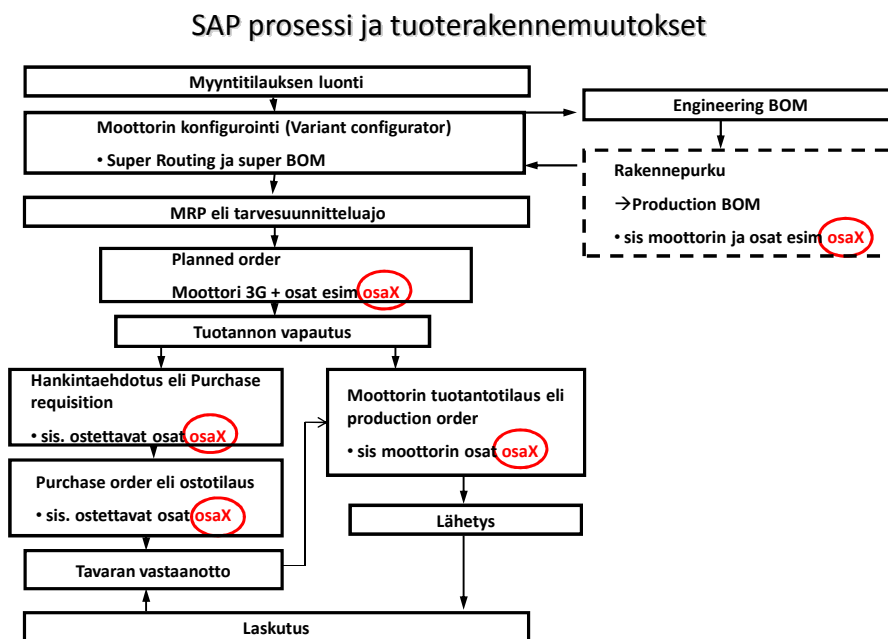 SAP prosessi ja tuoterakennemuutokset
Myyntitilauksen luonti
Moottorin konfigurointi (Variant configurator)
• Super Routing ja super BOM
Engineering BOM
Rakennepurku
→Production BOM
• sis moottorin ja osat esim osaX
MRP eli tarvesuunnitteluajo
Planned order
Moottori 3G + osat esim osaX
Tuotannon vapautus
Hankintaehdotus eli Purchase
requisition
• sis. ostettavat osat osaX
Moottorin tuotantotilaus eli
production order
• sis moottorin osat osaX
Purchase order eli ostotilaus
• sis. ostettavat osat osaX
Lähetys
Tavaran vastaanotto
Laskutus